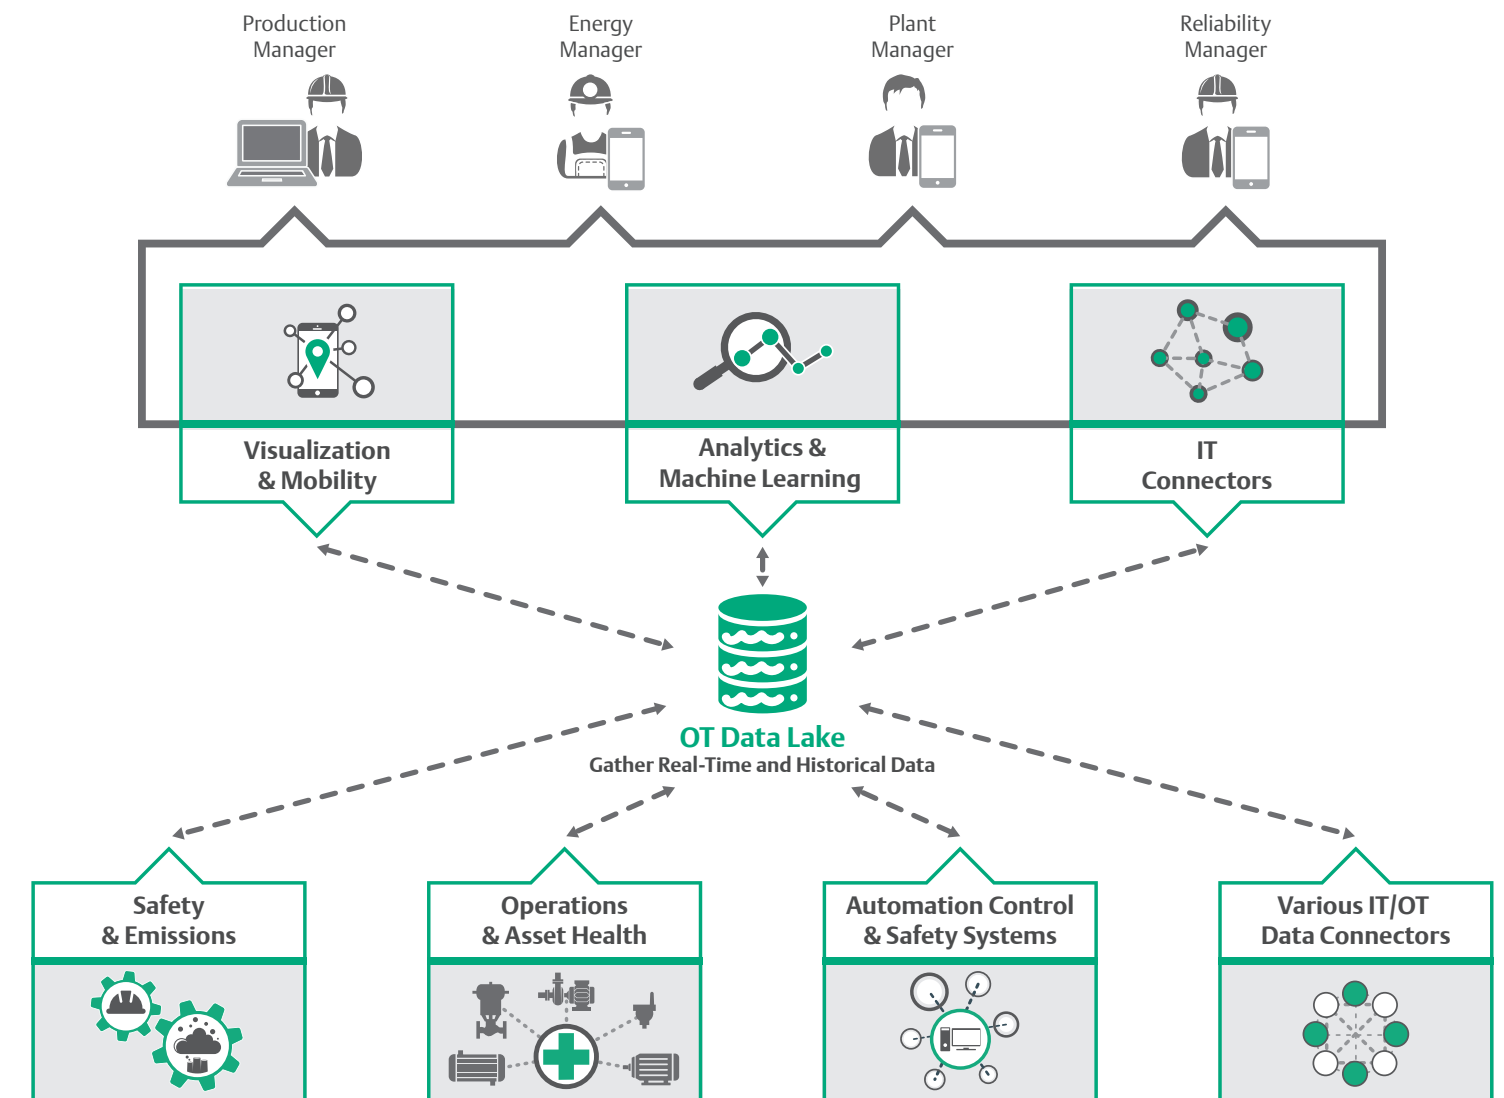 Production
Manager
Energy
Manager
Plant
Manager
Reliability
Manager
Visualization
& Mobility
Analytics &
Machine Learning
IT
Connectors
OT Data Lake
Gather Real-Time and Historical Data
Safety
& Emissions
Operations
& Asset Health
Automation Control
& Safety Systems
Various IT/OT
Data Connectors